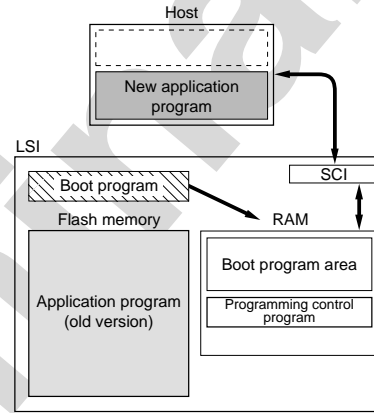 Host
New application
program
LSI
SCI
Boot program
Flash memory
RAM
Boot program area
Application program
(old version)
Programming control
program